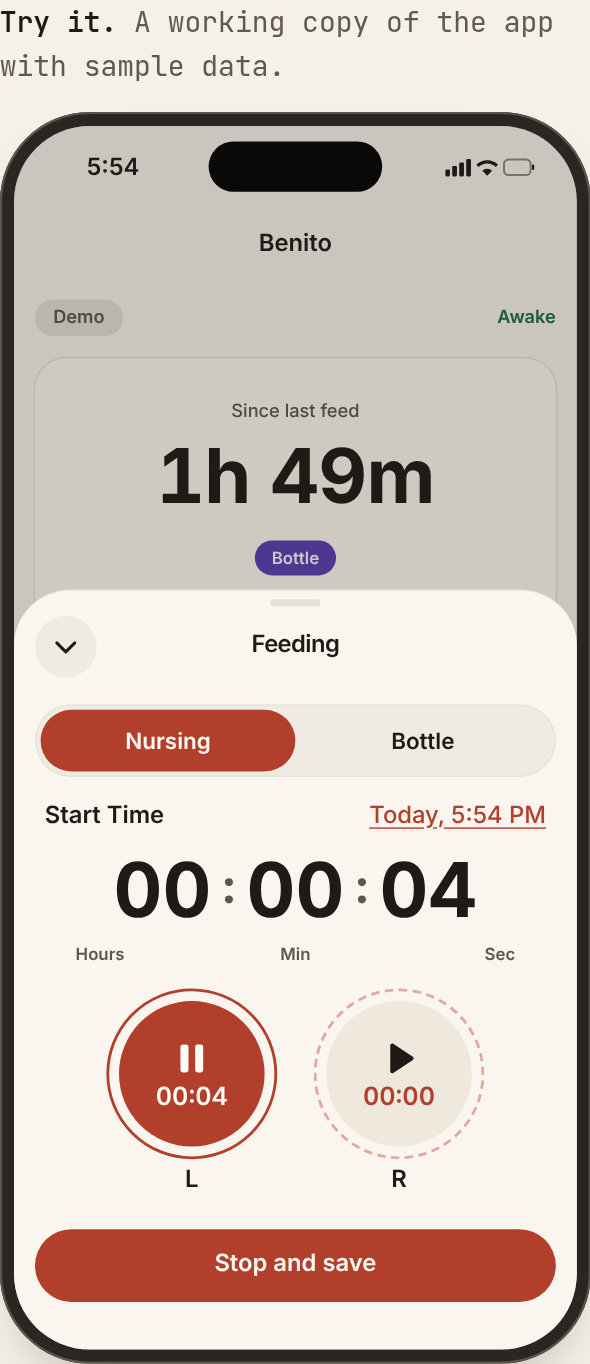 Try it. A working copy of the app
with sample data.
5:54
Benito
Demo
Awake
Since last feed
1h 49m
Bottle
Feeding
Nursing
Bottle
Start Time
Today, 5:54 PM
00 : 00 : 04
Hours
Min
Sec
00:04
00:00
L
R
Stop and save